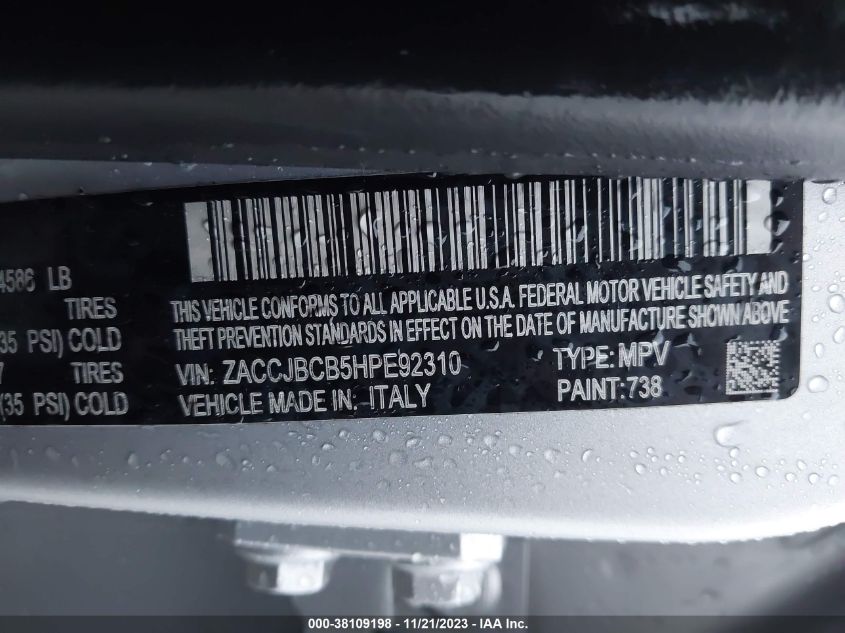 4586 LB
TIRES
35 PSI) COLD
(35 PSI) COLD
THIS VEHICLE CONFORMS TO ALL APPLICABLE U.S.A. FEDERAL MOTOR VEHICLE SAFETY AND
THEFT PREVENTION STANDARDS IN EFFECT ON THE DATE OF MANUFACTURE SHOWN ABOVE
VIN: ZACCJBCB5HPE92310
TYPE: MPV
VEHICLE MADE IN: ITALY
PAINT:738
000-38109198 - 11/21/2023 - © IAA Inc.